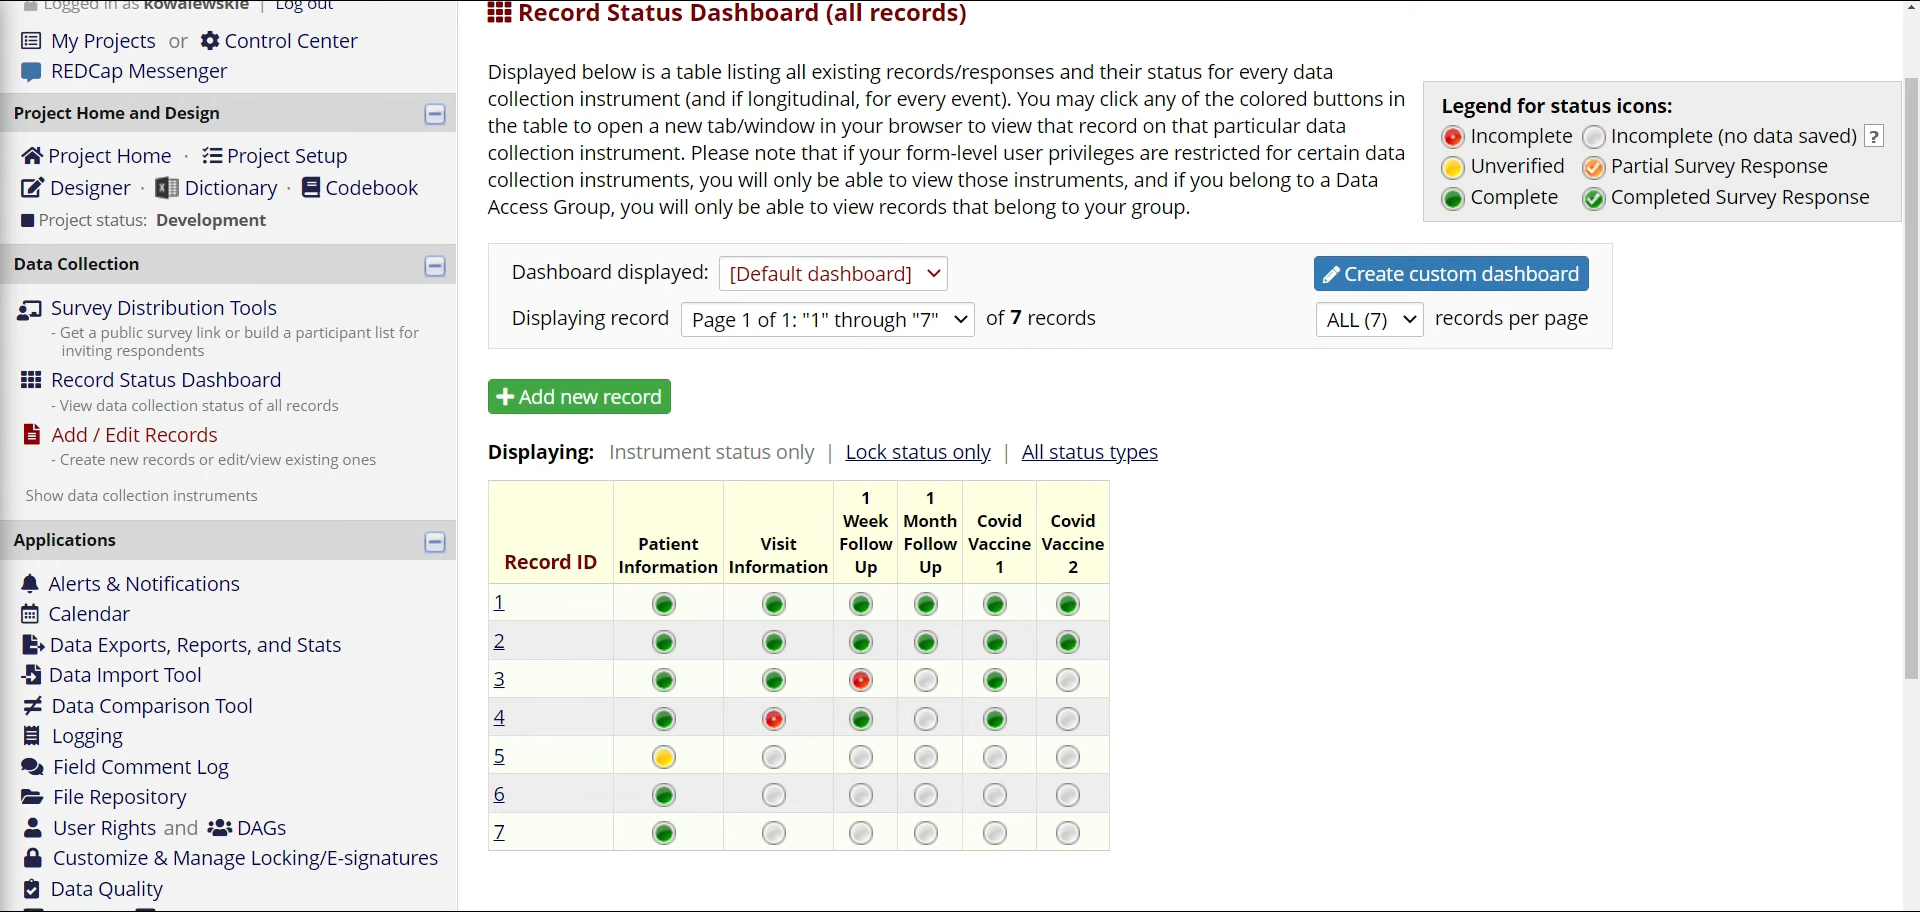 Logged in as kowalewskie | Log out
My Projects or Control Center
REDCap Messenger
Project Home and Design
Project Home · Project Setup
Designer · Dictionary · Codebook
Project status: Development
Data Collection
Survey Distribution Tools
- Get a public survey link or build a participant list for
inviting respondents
Record Status Dashboard
- View data collection status of all records
Add / Edit Records
- Create new records or edit/view existing ones
Show data collection instruments
Applications
Alerts & Notifications
Calendar
Data Exports, Reports, and Stats
Data Import Tool
Data Comparison Tool
Logging
Field Comment Log
File Repository
User Rights and DAGs
Customize & Manage Locking/E-signatures
Data Quality
Record Status Dashboard (all records)
Displayed below is a table listing all existing records/responses and their status for every data
collection instrument (and if longitudinal, for every event). You may click any of the colored buttons in
the table to open a new tab/window in your browser to view that record on that particular data
collection instrument. Please note that if your form-level user privileges are restricted for certain data
collection instruments, you will only be able to view those instruments, and if you belong to a Data
Access Group, you will only be able to view records that belong to your group.
Legend for status icons:
Incomplete Incomplete (no data saved) ?
Unverified Partial Survey Response
Complete Completed Survey Response
Dashboard displayed: [Default dashboard] Create custom dashboard
Displaying record Page 1 of 1: "1" through "7" of 7 records ALL (7) records per page
Add new record
Displaying: Instrument status only | Lock status only | All status types
Record ID
Patient
Information
Visit
Information
1
Week
Follow
Up
1
Month
Follow
Up
Covid
Vaccine
1
Covid
Vaccine
2
1
2
3
4
5
6
7